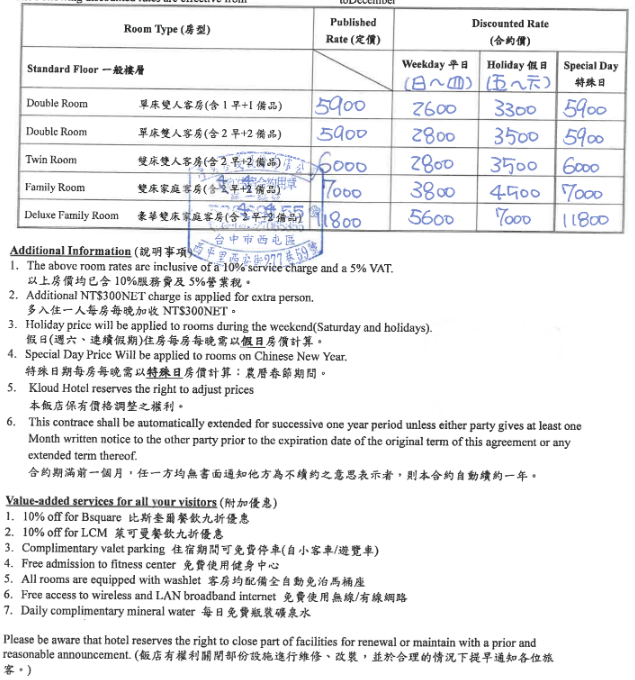 toDecember
Room Type (房型) Published Rate (定價) Discounted Rate (合約價)
Standard Floor 一般樓層 Weekday 平日 (日~四) Holiday 假日 (五~六) Special Day 特殊日
Double Room 單床雙人客房(含1早+1備品) 5900 2600 3300 5900
Double Room 單床雙人客房(含2早+2備品) 5900 2800 3500 5900
Twin Room 雙床雙人客房(含2早+2備品) 6000 2800 3500 6000
Family Room 雙床家庭客房(含 4 早+ 4 備品) 7000 3800 4500 7000
Deluxe Family Room 豪華雙床家庭客房(含 4 早+ 4 備品) 11800 5600 7000 11800
台中市西屯區
Additional Information (說明事項)
1. The above room rates are inclusive of a 10% service charge and a 5% VAT.
以上房價均已含 10%服務費及 5%營業稅。
2. Additional NT$300NET charge is applied for extra person.
多入住一人每房每晚加收 NT$300NET。
3. Holiday price will be applied to rooms during the weekend(Saturday and holidays).
假日(週六、連續假期)住房每房每晚需以假日房價計算。
4. Special Day Price Will be applied to rooms on Chinese New Year.
特殊日期每房每晚需以特殊日房價計算：農曆春節期間。
5. Kloud Hotel reserves the right to adjust prices
本飯店保有價格調整之權利。
6. This contrace shall be automatically extended for successive one year period unless either party gives at least one
Month written notice to the other party prior to the expiration date of the original term of this agreement or any
extended term thereof.
合約期滿前一個月，任一方均無書面通知他方為不續約之意思表示者，則本合約自動續約一年。
Value-added services for all your visitors (附加優惠)
1. 10% off for Bsquare 比斯奎爾餐飲九折優惠
2. 10% off for LCM 萊可曼餐飲九折優惠
3. Complimentary valet parking 住宿期間可免費停車(自小客車/遊覽車)
4. Free admission to fitness center 免費使用健身中心
5. All rooms are equipped with washlet 客房均配備全自動免治馬桶座
6. Free access to wireless and LAN broadband internet 免費使用無線/有線網路
7. Daily complimentary mineral water 每日免費瓶裝礦泉水
Please be aware that hotel reserves the right to close part of facilities for renewal or maintain with a prior and
reasonable announcement. (飯店有權利關閉部份設施進行維修、改裝，並於合理的情況下提早通知各位旅
客。)